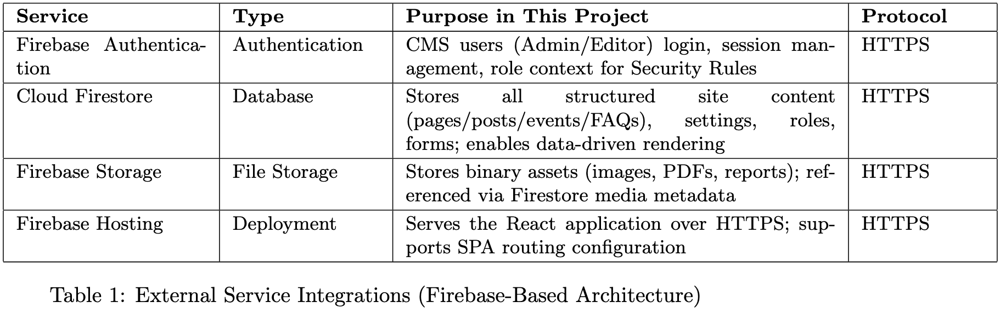 Service Type Purpose in This Project Protocol
Firebase Authentica- Authentication CMS users (Admin/Editor) login, session man- HTTPS
tion agement, role context for Security Rules
Cloud Firestore Database Stores all structured site content HTTPS
(pages/posts/events/FAQs), settings, roles,
forms; enables data-driven rendering
Firebase Storage File Storage Stores binary assets (images, PDFs, reports); ref- HTTPS
erenced via Firestore media metadata
Firebase Hosting Deployment Serves the React application over HTTPS; sup- HTTPS
ports SPA routing configuration
Table 1: External Service Integrations (Firebase-Based Architecture)